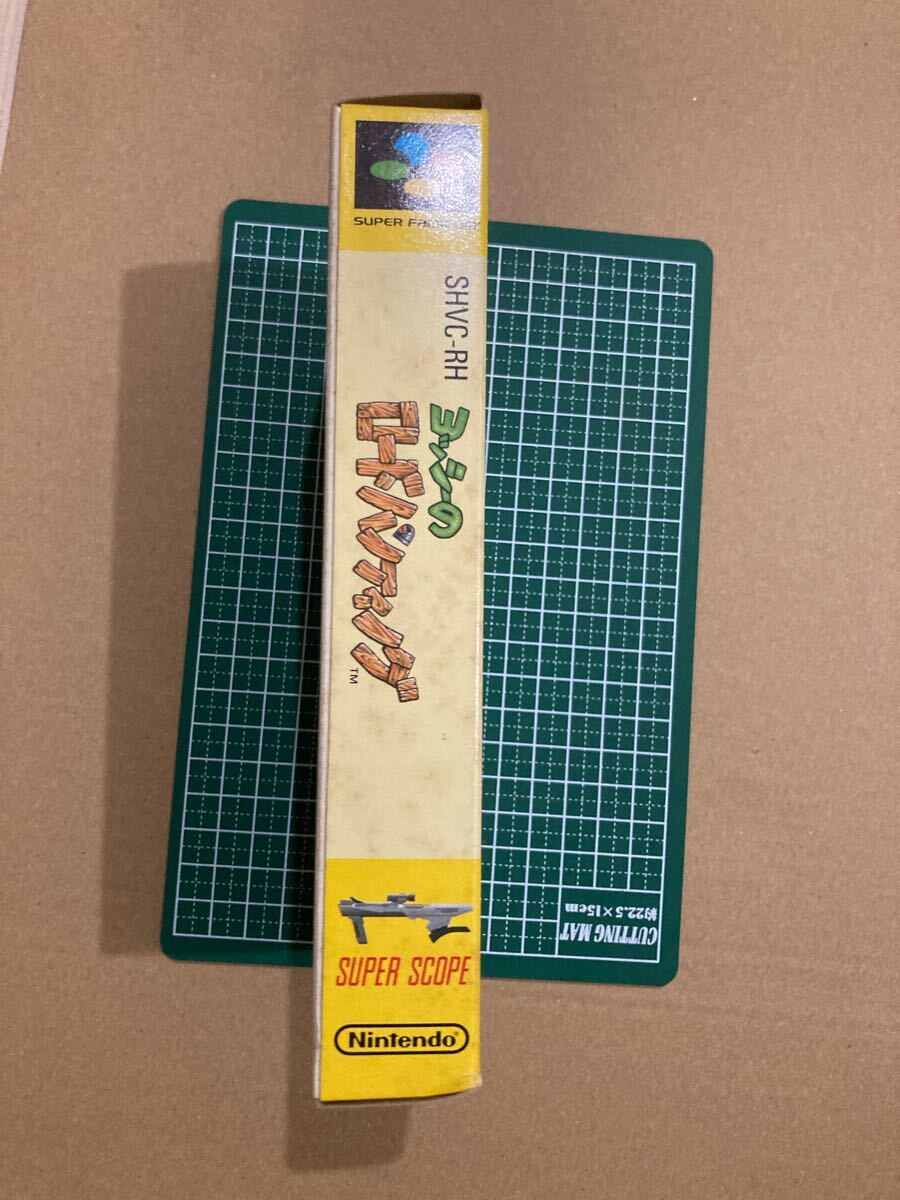 SUPER FAMICOM
SHVC-RH
ヨッシーの
ロードハンティング
TM
SUPER SCOPE
Nintendo
CUTTING MAT
約22.5×15cm